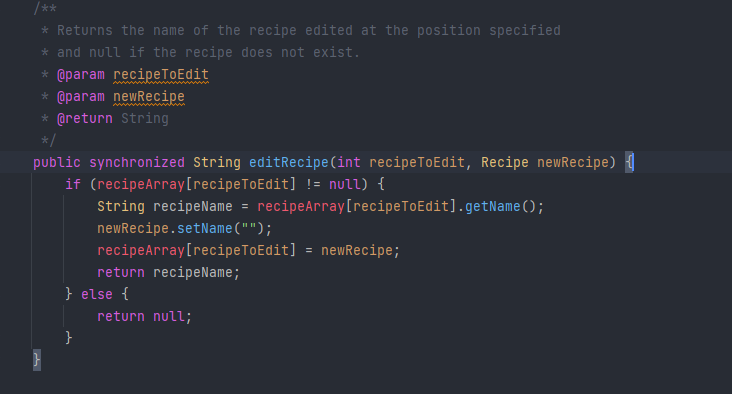 /**
 * Returns the name of the recipe edited at the position specified
 * and null if the recipe does not exist.
 * @param recipeToEdit
 * @param newRecipe
 * @return String
 */
public synchronized String editRecipe(int recipeToEdit, Recipe newRecipe) {
    if (recipeArray[recipeToEdit] != null) {
        String recipeName = recipeArray[recipeToEdit].getName();
        newRecipe.setName("");
        recipeArray[recipeToEdit] = newRecipe;
        return recipeName;
    } else {
        return null;
    }
}